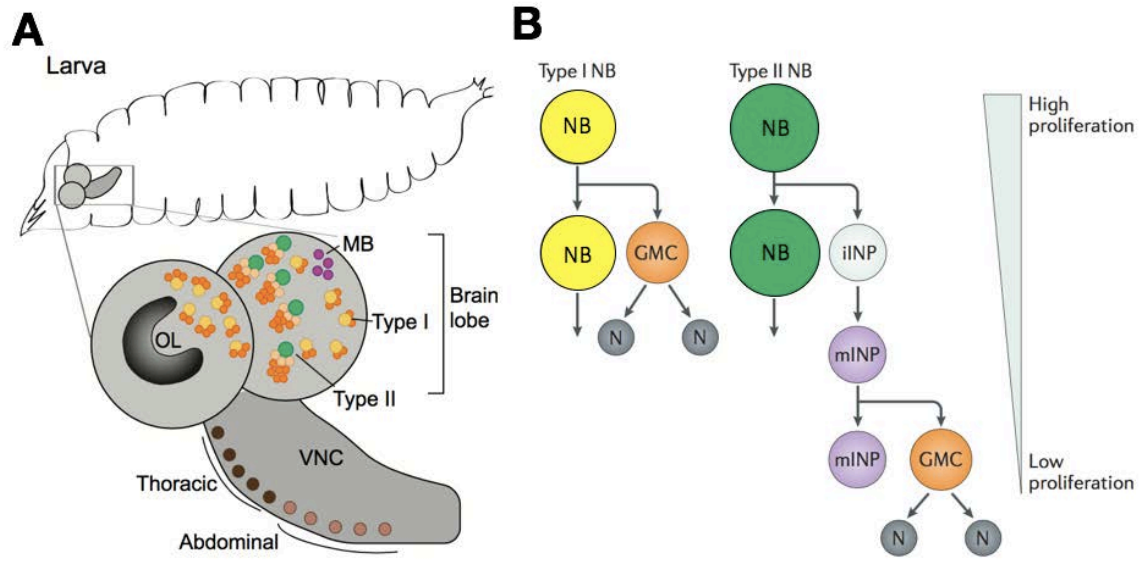 A
Larva
MB
Type I
Brain
lobe
OL
Type II
VNC
Thoracic
Abdominal
B
Type I NB
Type II NB
NB
NB
High
proliferation
NB
GMC
NB
iINP
N
N
mINP
mINP
GMC
Low
proliferation
N
N